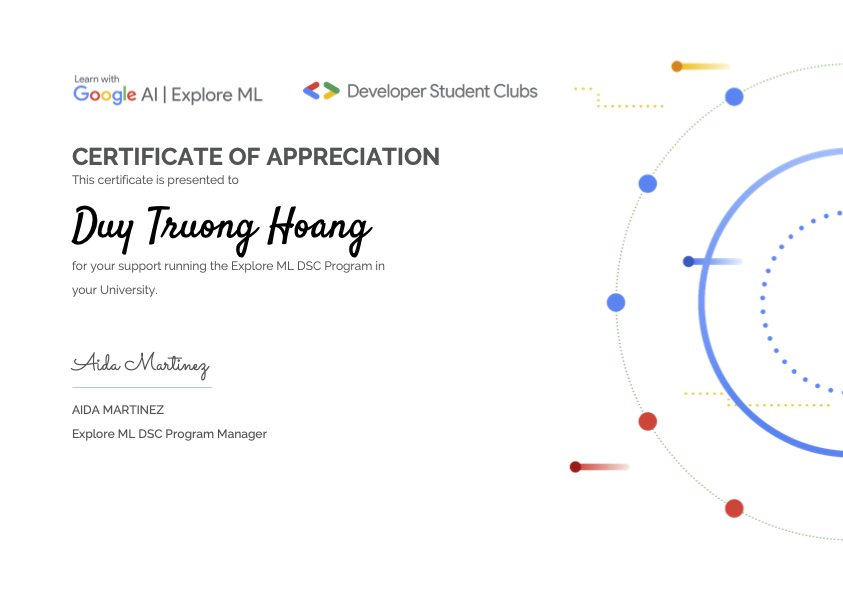 Learn with
Google AI | Explore ML
Developer Student Clubs
CERTIFICATE OF APPRECIATION
This certificate is presented to
Duy Truong Hoang
for your support running the Explore ML DSC Program in
your University.
Aida Martinez
AIDA MARTINEZ
Explore ML DSC Program Manager